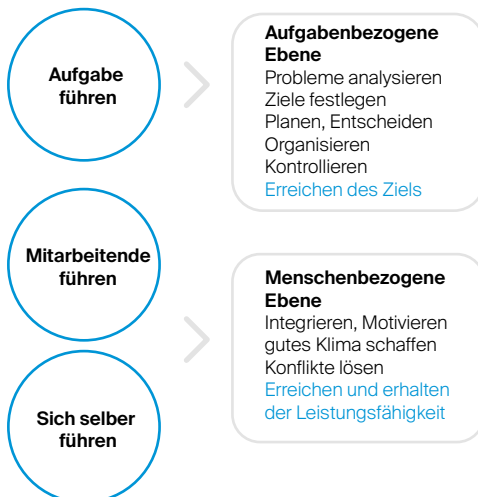 Aufgabe
führen
Aufgabenbezogene
Ebene
Probleme analysieren
Ziele festlegen
Planen, Entscheiden
Organisieren
Kontrollieren
Erreichen des Ziels
Mitarbeitende
führen
Menschenbezogene
Ebene
Integrieren, Motivieren
gutes Klima schaffen
Konflikte lösen
Erreichen und erhalten
der Leistungsfähigkeit
Sich selber
führen